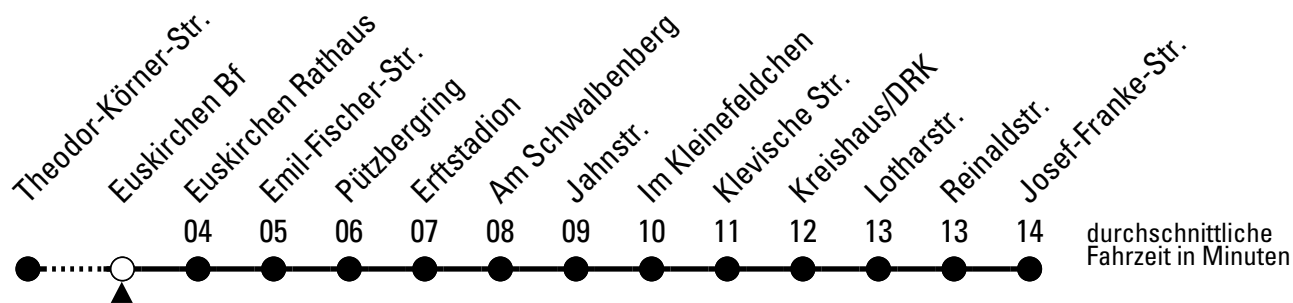 Theodor-Körner-Str.
Euskirchen Bf
Euskirchen Rathaus
Emil-Fischer-Str.
Pützbergring
Erftstadion
Am Schwalbenberg
Jahnstr.
Im Kleinefeldchen
Klevische Str.
Kreishaus/DRK
Lotharstr.
Reinaldstr.
Josef-Franke-Str.
04 05 06 07 08 09 10 11 12 13 13 14
durchschnittliche
Fahrzeit in Minuten